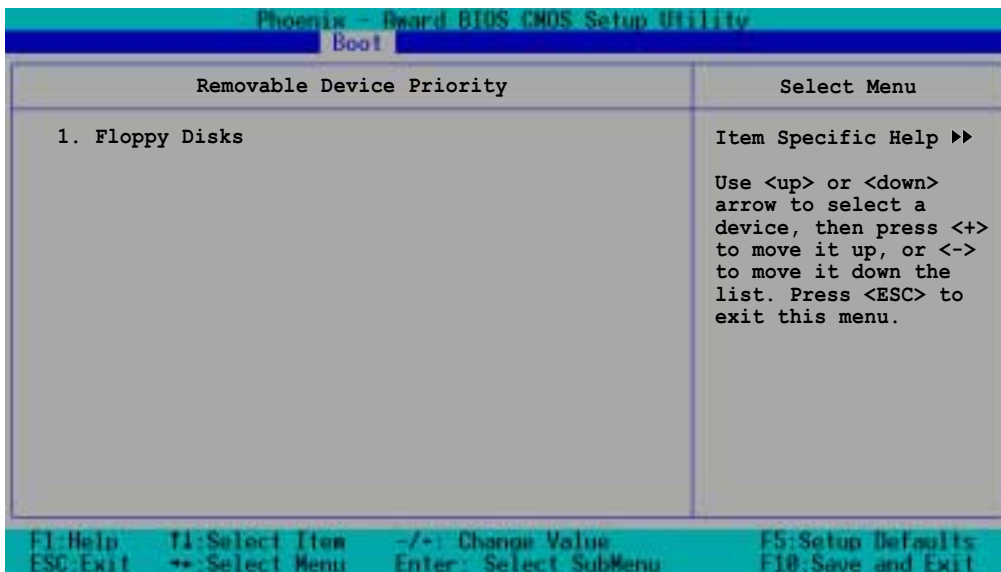 Phoenix - Award BIOS CMOS Setup Utility
Boot
Removable Device Priority
Select Menu
1. Floppy Disks
Item Specific Help ▶▶
Use <up> or <down>
arrow to select a
device, then press <+>
to move it up, or <->
to move it down the
list. Press <ESC> to
exit this menu.
F1:Help ↑↓:Select Item -/+: Change Value F5:Setup Defaults
ESC:Exit →←:Select Menu Enter: Select SubMenu F10:Save and Exit